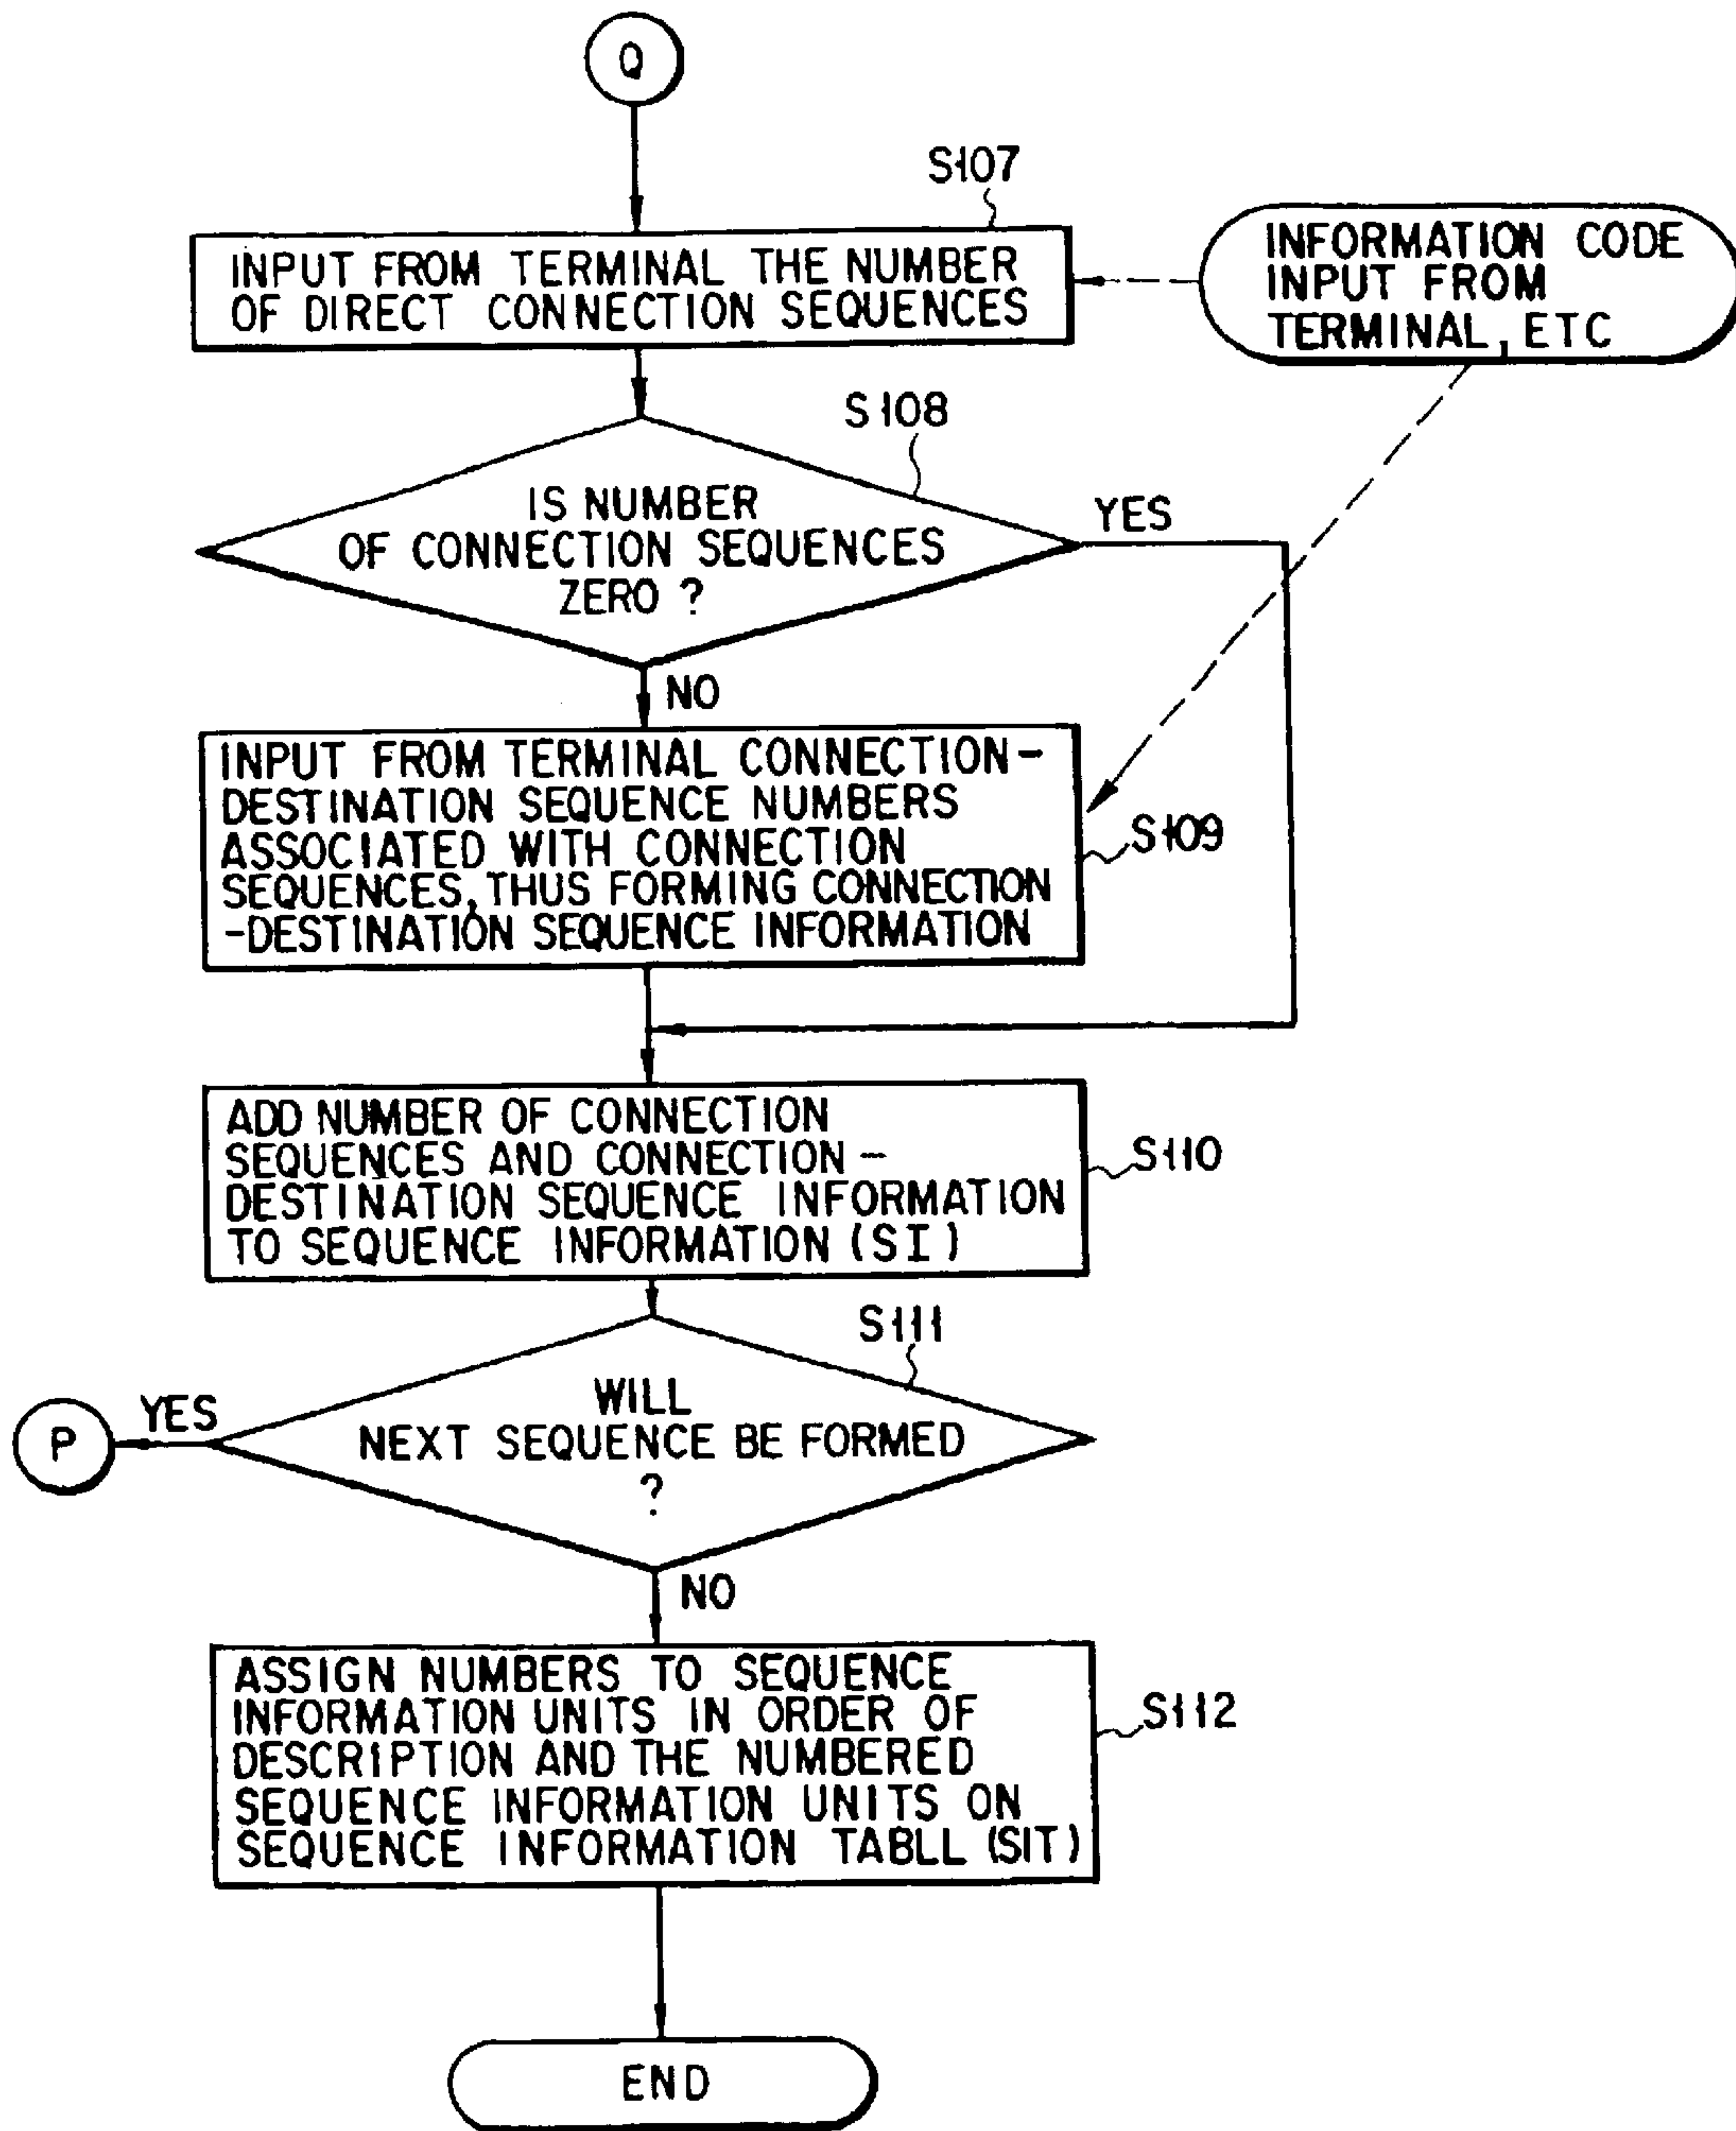 Q
S107
INPUT FROM TERMINAL THE NUMBER
OF DIRECT CONNECTION SEQUENCES
INFORMATION CODE
INPUT FROM
TERMINAL, ETC
S108
IS NUMBER
OF CONNECTION SEQUENCES
ZERO ?
YES
NO
INPUT FROM TERMINAL CONNECTION-
DESTINATION SEQUENCE NUMBERS
ASSOCIATED WITH CONNECTION
SEQUENCES, THUS FORMING CONNECTION
-DESTINATION SEQUENCE INFORMATION
S109
ADD NUMBER OF CONNECTION
SEQUENCES AND CONNECTION-
DESTINATION SEQUENCE INFORMATION
TO SEQUENCE INFORMATION (SI)
S110
S111
WILL
NEXT SEQUENCE BE FORMED
?
YES
P
NO
ASSIGN NUMBERS TO SEQUENCE
INFORMATION UNITS IN ORDER OF
DESCRIPTION AND THE NUMBERED
SEQUENCE INFORMATION UNITS ON
SEQUENCE INFORMATION TABLL (SIT)
S112
END